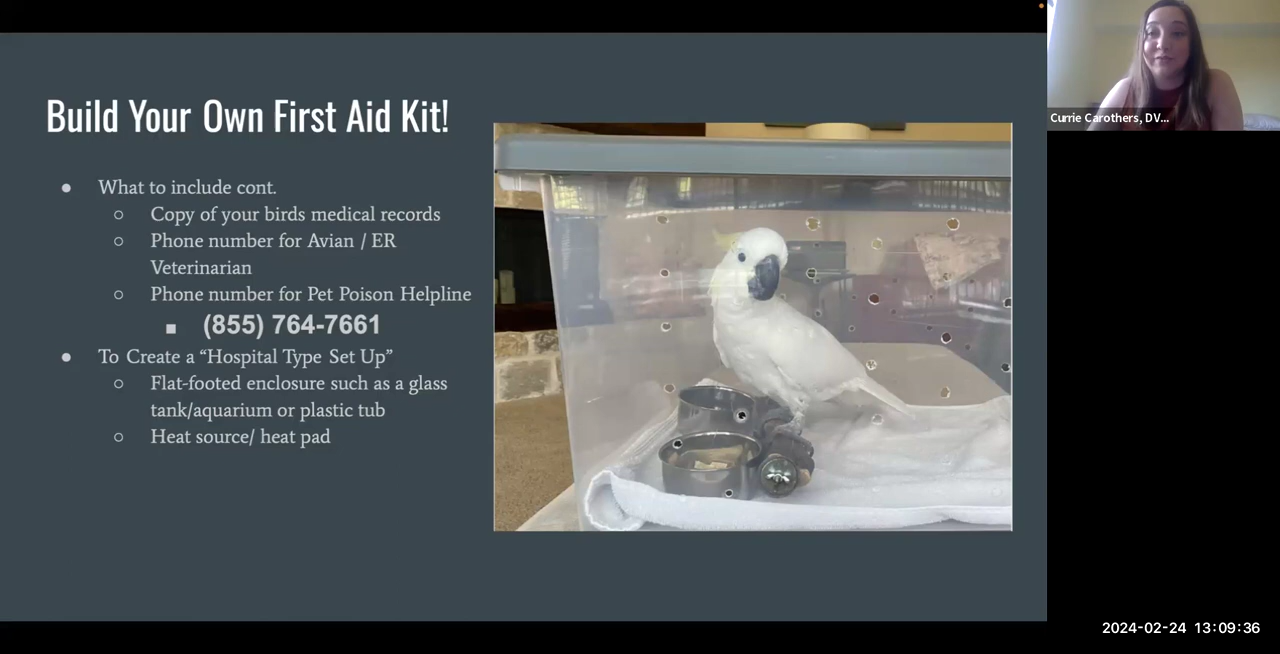 Build Your Own First Aid Kit!
● What to include cont.
○ Copy of your birds medical records
○ Phone number for Avian / ER
Veterinarian
○ Phone number for Pet Poison Helpline
■ (855) 764-7661
● To Create a “Hospital Type Set Up”
○ Flat-footed enclosure such as a glass
tank/aquarium or plastic tub
○ Heat source/ heat pad
Currie Carothers, DV...
2024-02-24 13:09:36